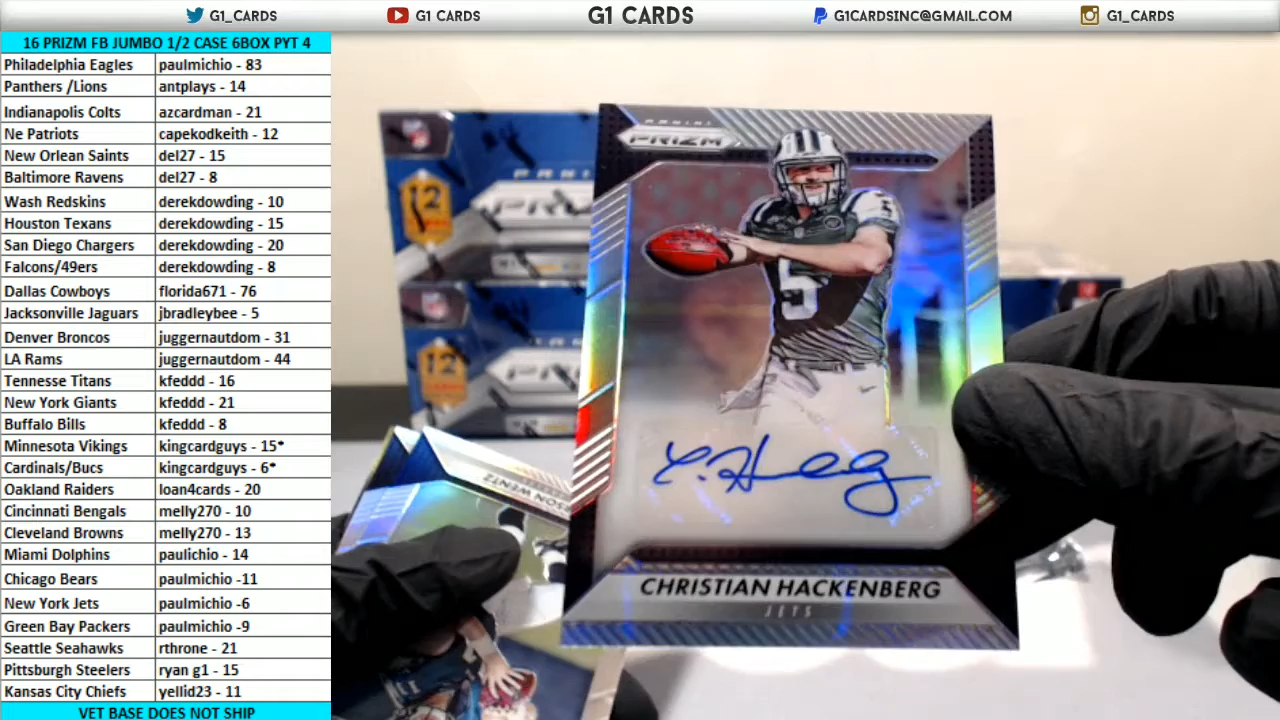 G1_CARDS G1 CARDS G1 CARDS G1CARDSINC@GMAIL.COM G1_CARDS
16 PRIZM FB JUMBO 1/2 CASE 6BOX PYT 4
Philadelphia Eagles paulmichio - 83
Panthers /Lions antplays - 14
Indianapolis Colts azcardman - 21
Ne Patriots capekodkeith - 12
New Orlean Saints del27 - 15
Baltimore Ravens del27 - 8
Wash Redskins derekdowding - 10
Houston Texans derekdowding - 15
San Diego Chargers derekdowding - 20
Falcons/49ers derekdowding - 8
Dallas Cowboys florida671 - 76
Jacksonville Jaguars jbradleybee - 5
Denver Broncos juggernautdom - 31
LA Rams juggernautdom - 44
Tennesse Titans kfeddd - 16
New York Giants kfeddd - 21
Buffalo Bills kfeddd - 8
Minnesota Vikings kingcardguys - 15*
Cardinals/Bucs kingcardguys - 6*
Oakland Raiders loan4cards - 20
Cincinnati Bengals melly270 - 10
Cleveland Browns melly270 - 13
Miami Dolphins paulichio - 14
Chicago Bears paulmichio -11
New York Jets paulmichio -6
Green Bay Packers paulmichio -9
Seattle Seahawks rthrone - 21
Pittsburgh Steelers ryan g1 - 15
Kansas City Chiefs yellid23 - 11
VET BASE DOES NOT SHIP
PANINI
PRIZM
5
CHRISTIAN HACKENBERG
JETS
12
12
WENTZ